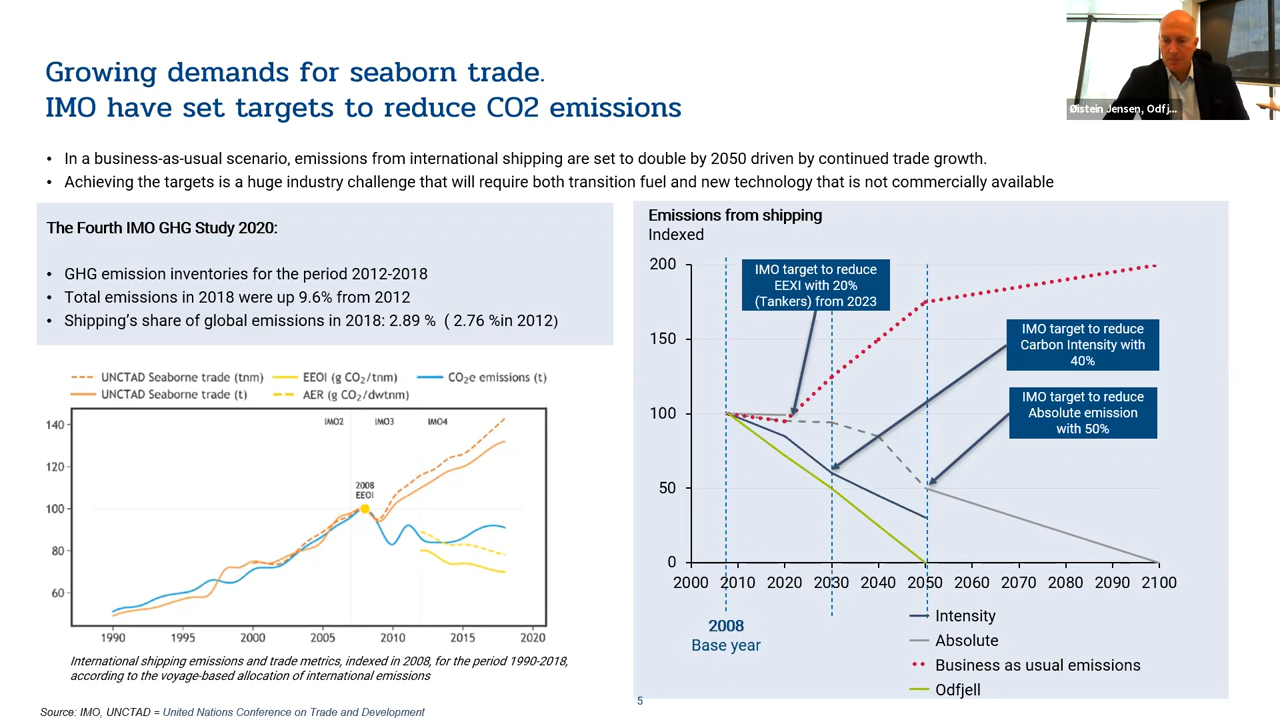 Growing demands for seaborn trade.
IMO have set targets to reduce CO2 emissions
Øistein Jensen, Odfj...
• In a business-as-usual scenario, emissions from international shipping are set to double by 2050 driven by continued trade growth.
• Achieving the targets is a huge industry challenge that will require both transition fuel and new technology that is not commercially available
The Fourth IMO GHG Study 2020:
• GHG emission inventories for the period 2012-2018
• Total emissions in 2018 were up 9.6% from 2012
• Shipping's share of global emissions in 2018: 2.89 % ( 2.76 %in 2012)
UNCTAD Seaborne trade (tnm) EEOI (g CO₂/tnm) CO₂e emissions (t)
UNCTAD Seaborne trade (t) AER (g CO₂/dwtnm)
IMO2 IMO3 IMO4
140
120
2008
EEOI
100
80
60
1990 1995 2000 2005 2010 2015 2020
International shipping emissions and trade metrics, indexed in 2008, for the period 1990-2018,
according to the voyage-based allocation of international emissions
Source: IMO, UNCTAD = United Nations Conference on Trade and Development
Emissions from shipping
Indexed
200
IMO target to reduce
EEXI with 20%
(Tankers) from 2023
150
IMO target to reduce
Carbon Intensity with
40%
100
IMO target to reduce
Absolute emission
with 50%
50
0
2000 2010 2020 2030 2040 2050 2060 2070 2080 2090 2100
2008
Base year
Intensity
Absolute
Business as usual emissions
Odfjell
5